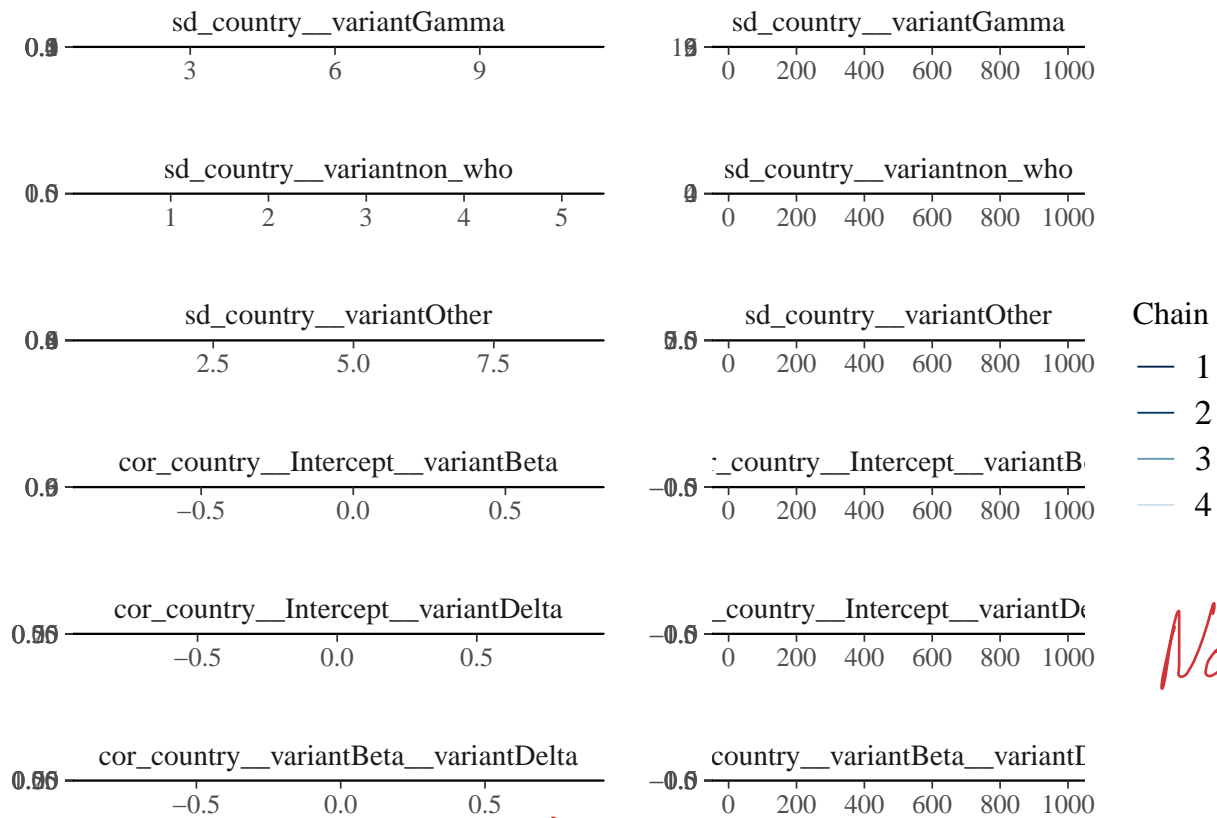 sd_country__variantGamma sd_country__variantGamma
3 6 9 0 200 400 600 800 1000
sd_country__variantnon_who sd_country__variantnon_who
1 2 3 4 5 0 200 400 600 800 1000
sd_country__variantOther sd_country__variantOther
2.5 5.0 7.5 0 200 400 600 800 1000
Chain
1
2
3
4
cor_country__Intercept__variantBeta _country__Intercept__variantB
−0.5 0.0 0.5 0 200 400 600 800 1000
cor_country__Intercept__variantDelta _country__Intercept__variantDe
−0.5 0.0 0.5 0 200 400 600 800 1000
cor_country__variantBeta__variantDelta country__variantBeta__variant
−0.5 0.0 0.5 0 200 400 600 800 1000